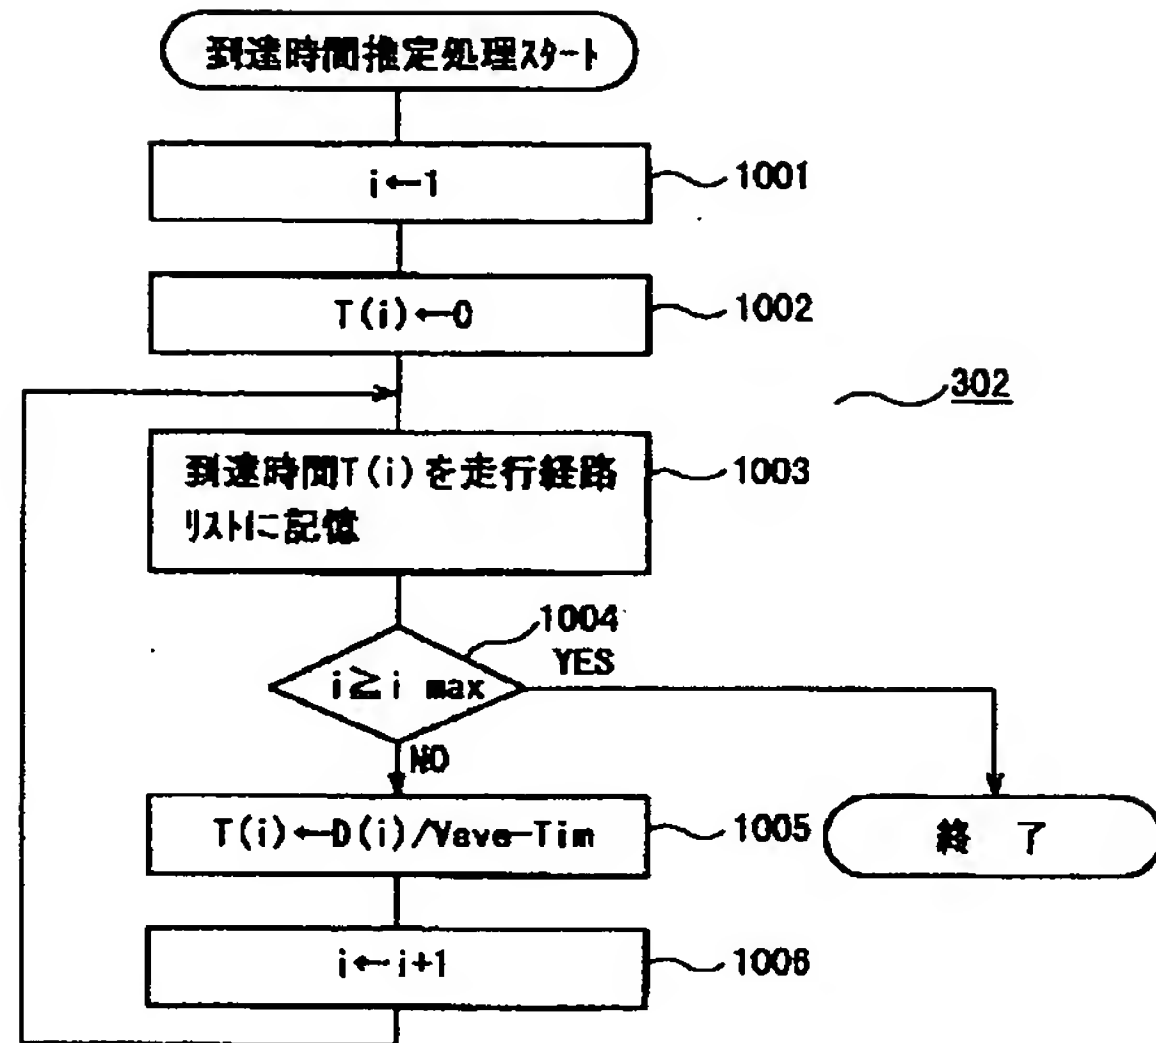 到達時間推定処理スタート
i←1
1001
T(i)←0
1002
302
到達時間T(i)を走行経路
リストに記憶
1003
1004
i≧i max
YES
NO
T(i)←D(i)/Vave-Tim
1005
終 了
i←i+1
1006